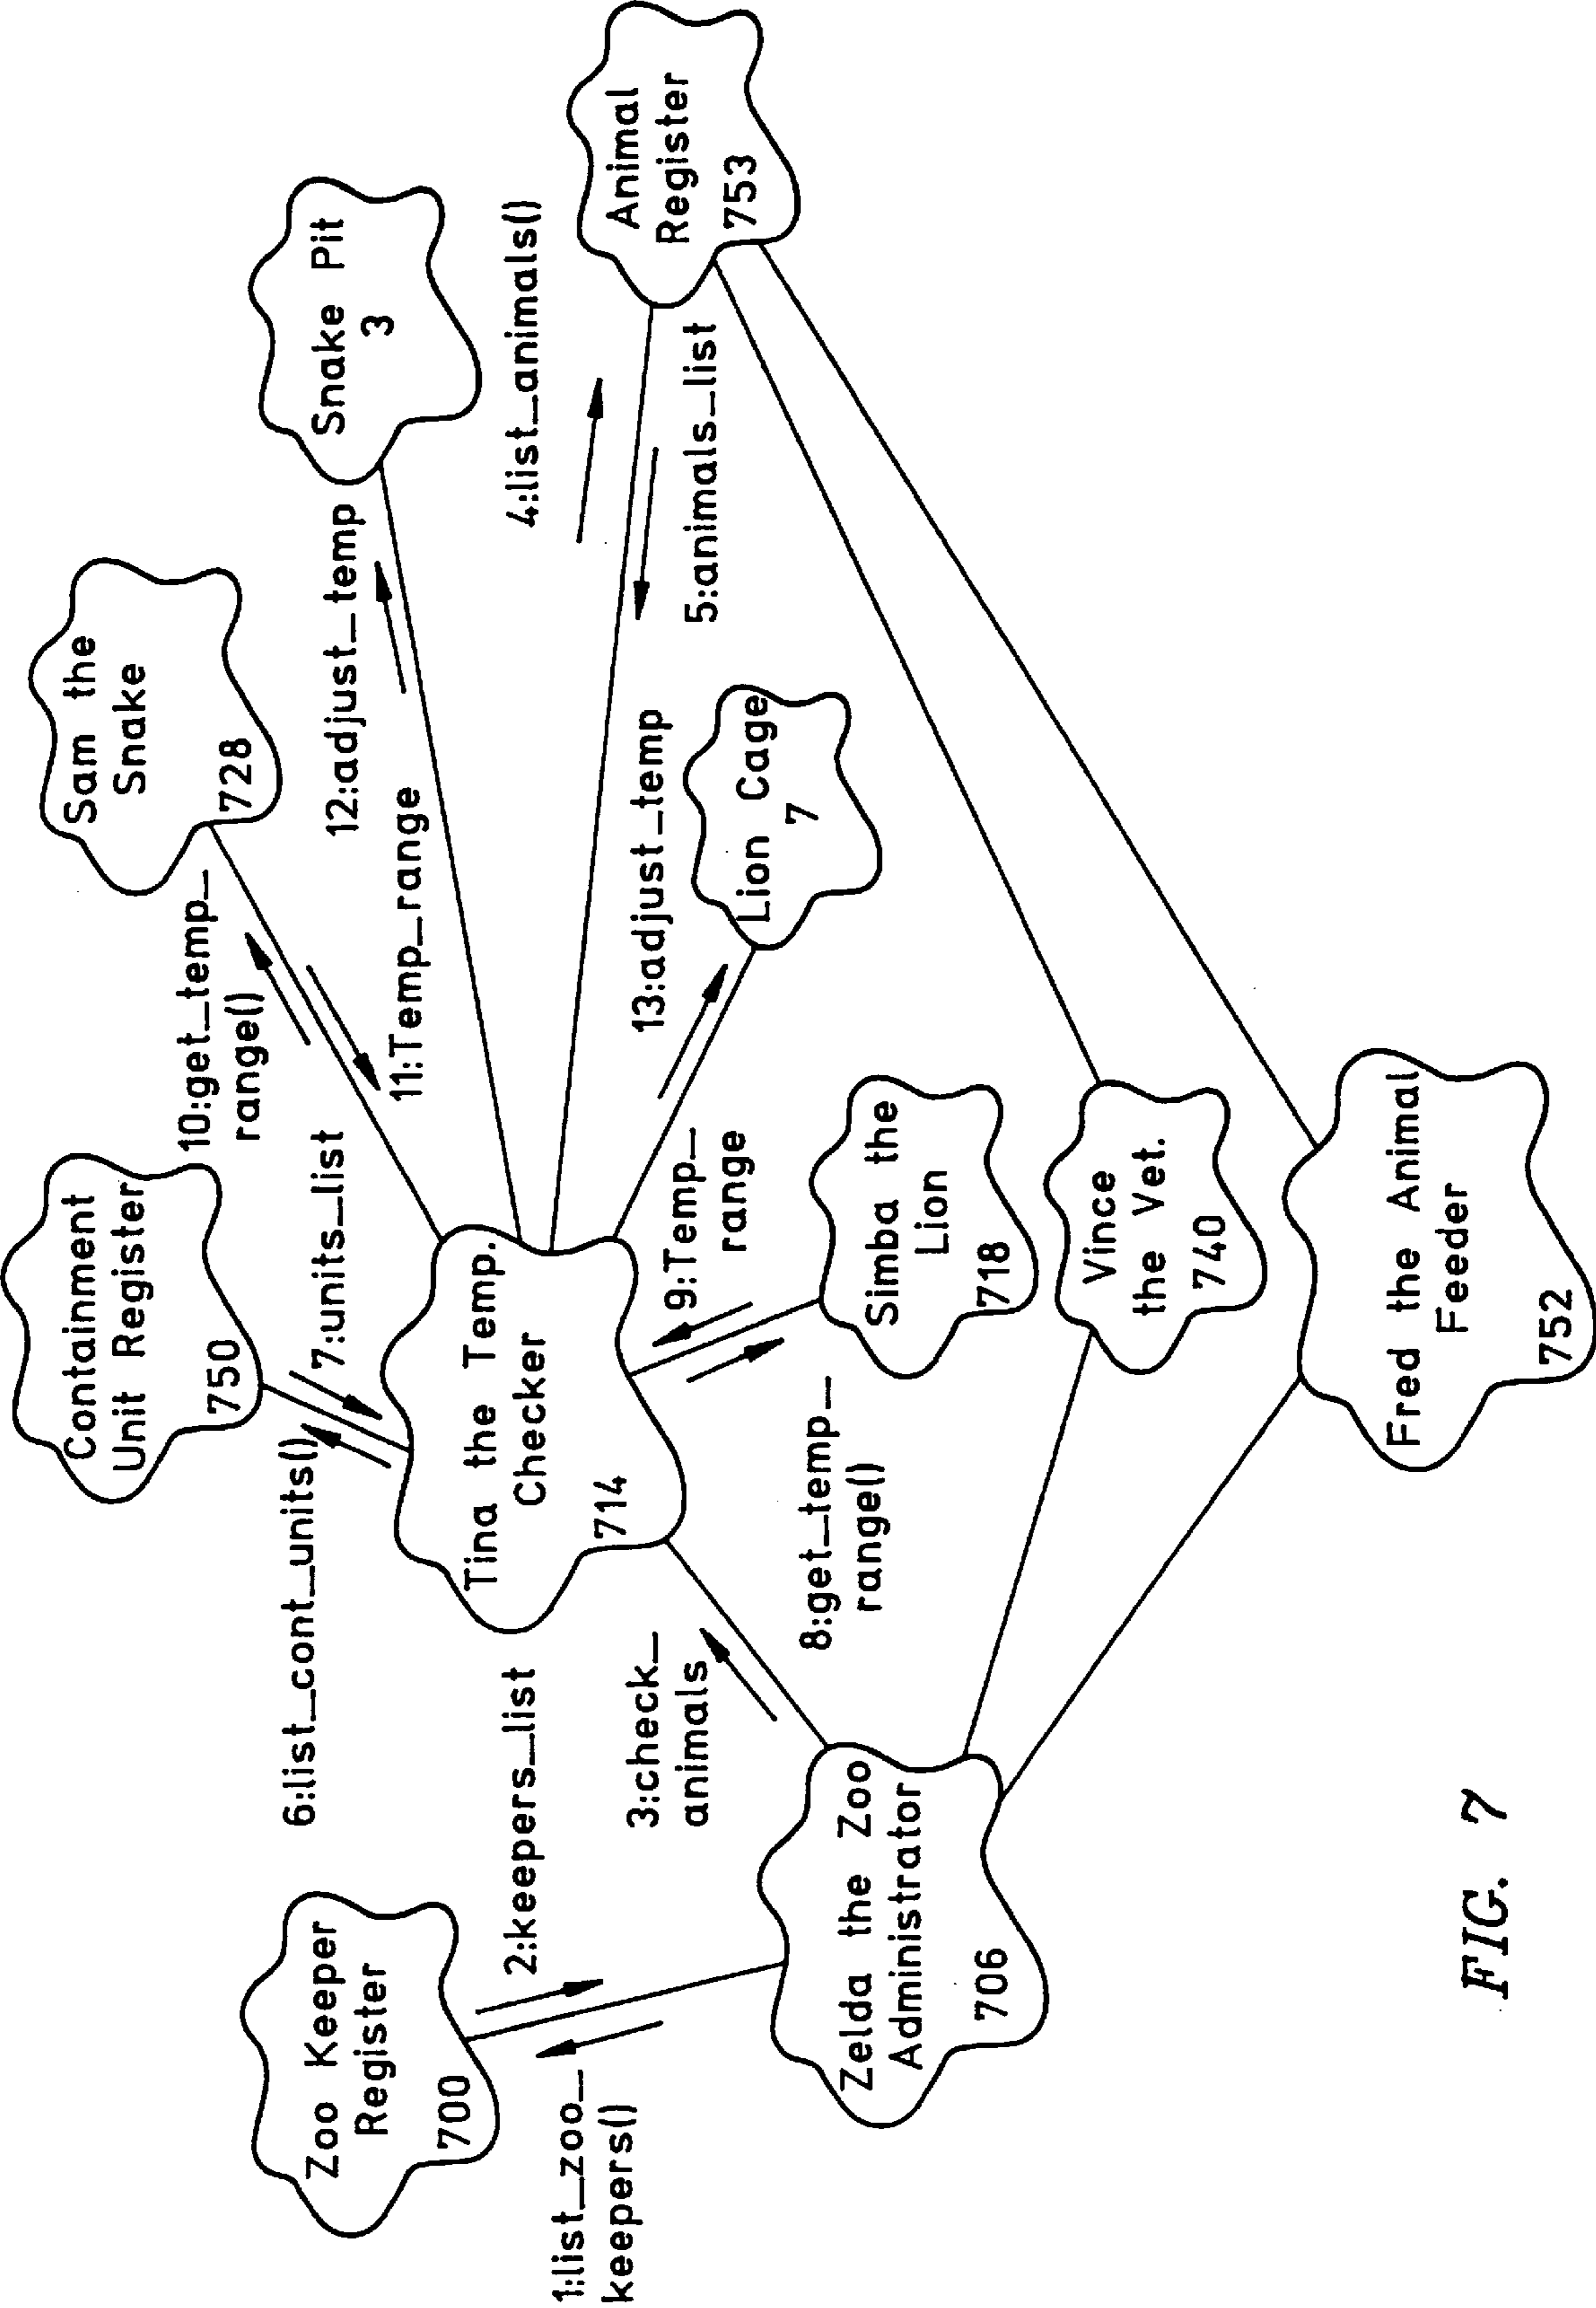 Zoo Keeper
Register
700
1:list_zoo_
keepers()
2:keepers_list
Zelda the Zoo
Administrator
706
3:check_
animals
Containment
Unit Register
750
6:list_cont_units()
7:units_list
Tina the Temp.
Checker
714
8:get_temp_
range()
9:Temp_
range
Simba the
Lion
718
Vince
the Vet.
740
Fred the Animal
Feeder
752
10:get_temp_
range()
11:Temp_range
Sam the
Snake
728
12:adjust_temp
13:adjust_temp
Lion Cage
7
Snake Pit
3
4:list_animals()
5:animals_list
Animal
Register
753
FIG. 7